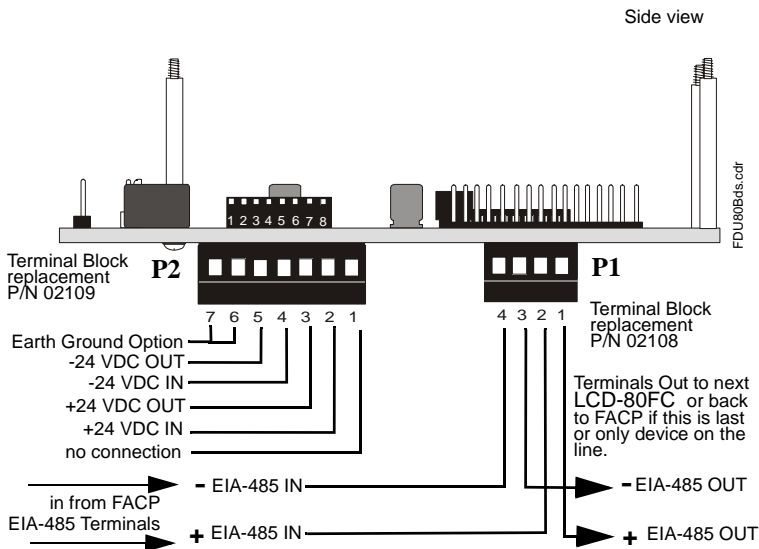 Side view
FDU80Bds.cdr
1 2 3 4 5 6 7 8
Terminal Block
replacement
P/N 02109
P2
P1
7 6 5 4 3 2 1
4 3 2 1
Terminal Block
replacement
P/N 02108
Earth Ground Option
-24 VDC OUT
-24 VDC IN
+24 VDC OUT
+24 VDC IN
no connection
Terminals Out to next
LCD-80FC or back
to FACP if this is last
or only device on the
line.
- EIA-485 IN
- EIA-485 OUT
in from FACP
EIA-485 Terminals
+ EIA-485 IN
+ EIA-485 OUT